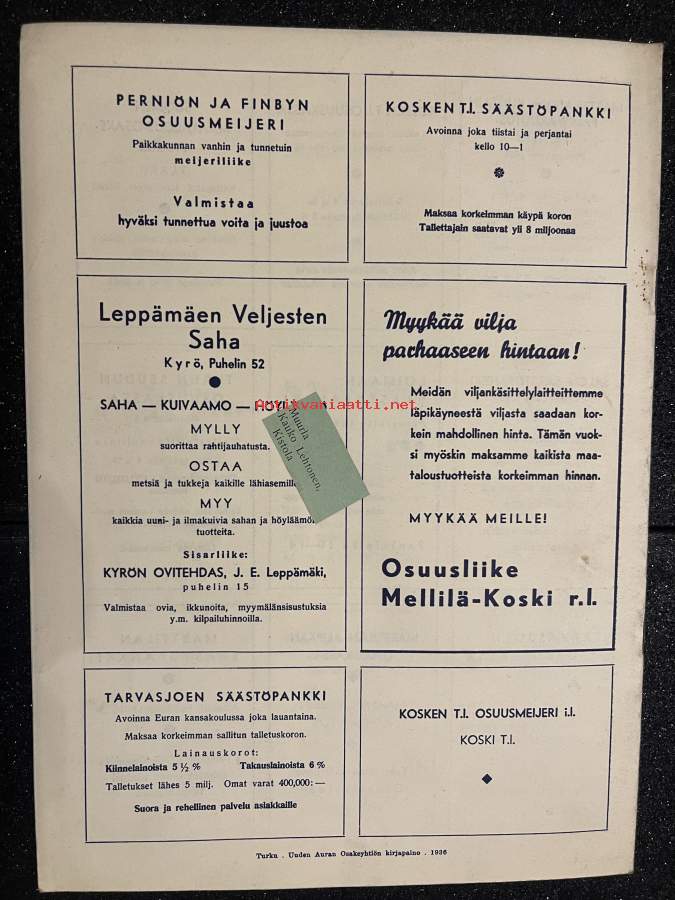 PERNIÖN JA FINBYN
OSUUSMEIJERI
Paikkakunnan vanhin ja tunnetuin
meijeriliike
Valmistaa
hyväksi tunnettua voita ja juustoa
KOSKEN T.l. SÄÄSTÖPANKKI
Avoinna joka tiistai ja perjantai
kello 10—1
Maksaa korkeimman käypä koron
Tallettajain saatavat yli 8 miljoonaa
Leppämäen Veljesten
Saha
Kyrö, Puhelin 52
SAHA — KUIVAAMO —
MYLLY
suorittaa rahtijauhatusta.
OSTAA
metsiä ja tukkeja kaikille
MYY
kaikkia uuni- ja ilmakuivia sahan ja
tuotteita.
Sisarliike:
KYRÖN OVITEHDAS, J. E. Leppämäki,
puhelin 15
Valmistaa ovia, ikkunoita, myymälänsisustuksia
y.m. kilpailuhinnoilla.
Antikvariaatti.net
Muurla
Kauko Lehtonen,
Kistola
Myykää vilja
parhaaseen hintaan!
Meidän viljankäsittelylaitteittemme
läpikäyneestä viljasta saadaan kor-
kein mahdollinen hinta. Tämän vuok-
si myöskin maksamme kaikista maa-
taloustuotteista korkeimman hinnan.
MYYKÄÄ MEILLE!
Osuusliike
Mellilä-Koski r.l.
TARVASJOEN SÄÄSTÖPANKKI
Avoinna Euran kansakoulussa joka lauantaina.
Maksaa korkeimman sallitun talletuskoron.
Lainauskorot:
Kiinnelainoista 5 ½ % Takauslainoista 6 %
Talletukset lähes 5 milj. Omat varat 400,000:—
Suora ja rehellinen palvelu asiakkaille
KOSKEN T.l. OSUUSMEIJERI i.l.
KOSKI T.l.
Turku . Uuden Auran Osakeyhtiön kirjapaino . 1936